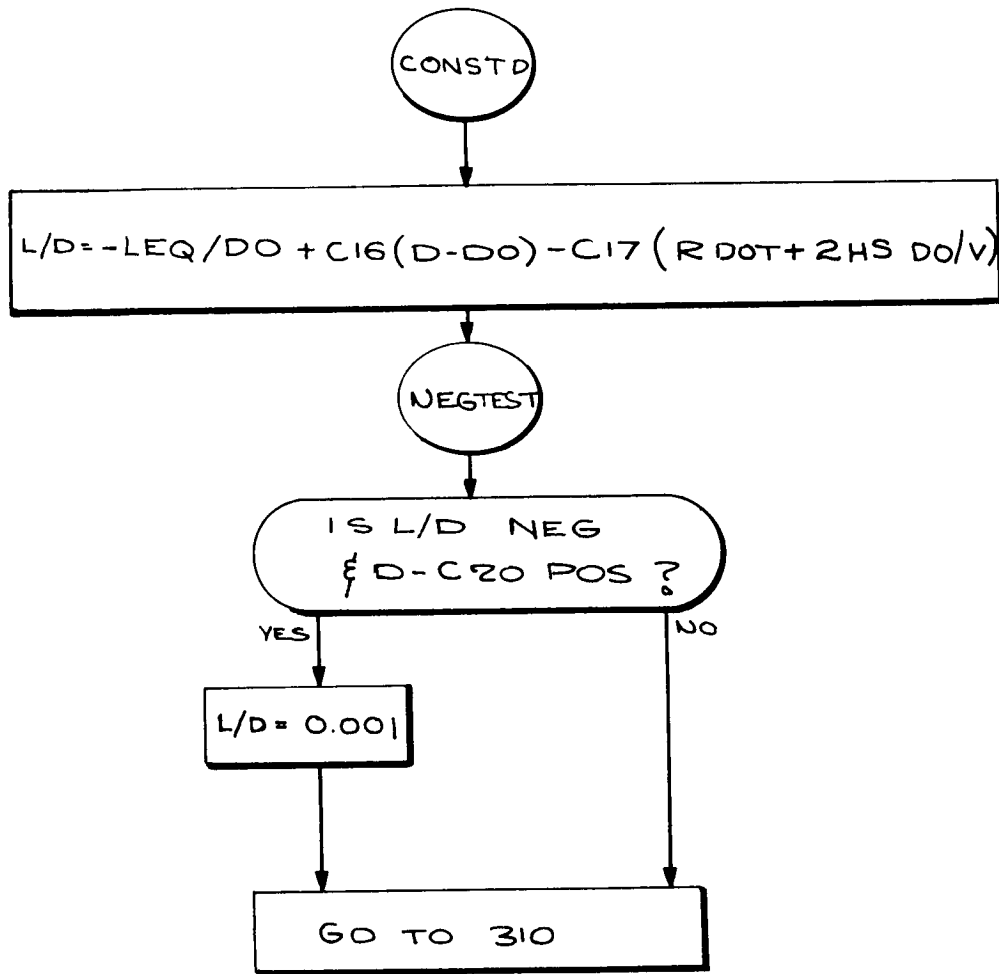 CONSTD
L/D=-LEQ/DO + C16(D-DO)-C17 (R DOT+ 2HS DO/V)
NEGTEST
IS L/D NEG
& D-C20 POS ?
YES
NO
L/D= 0.001
GO TO 310